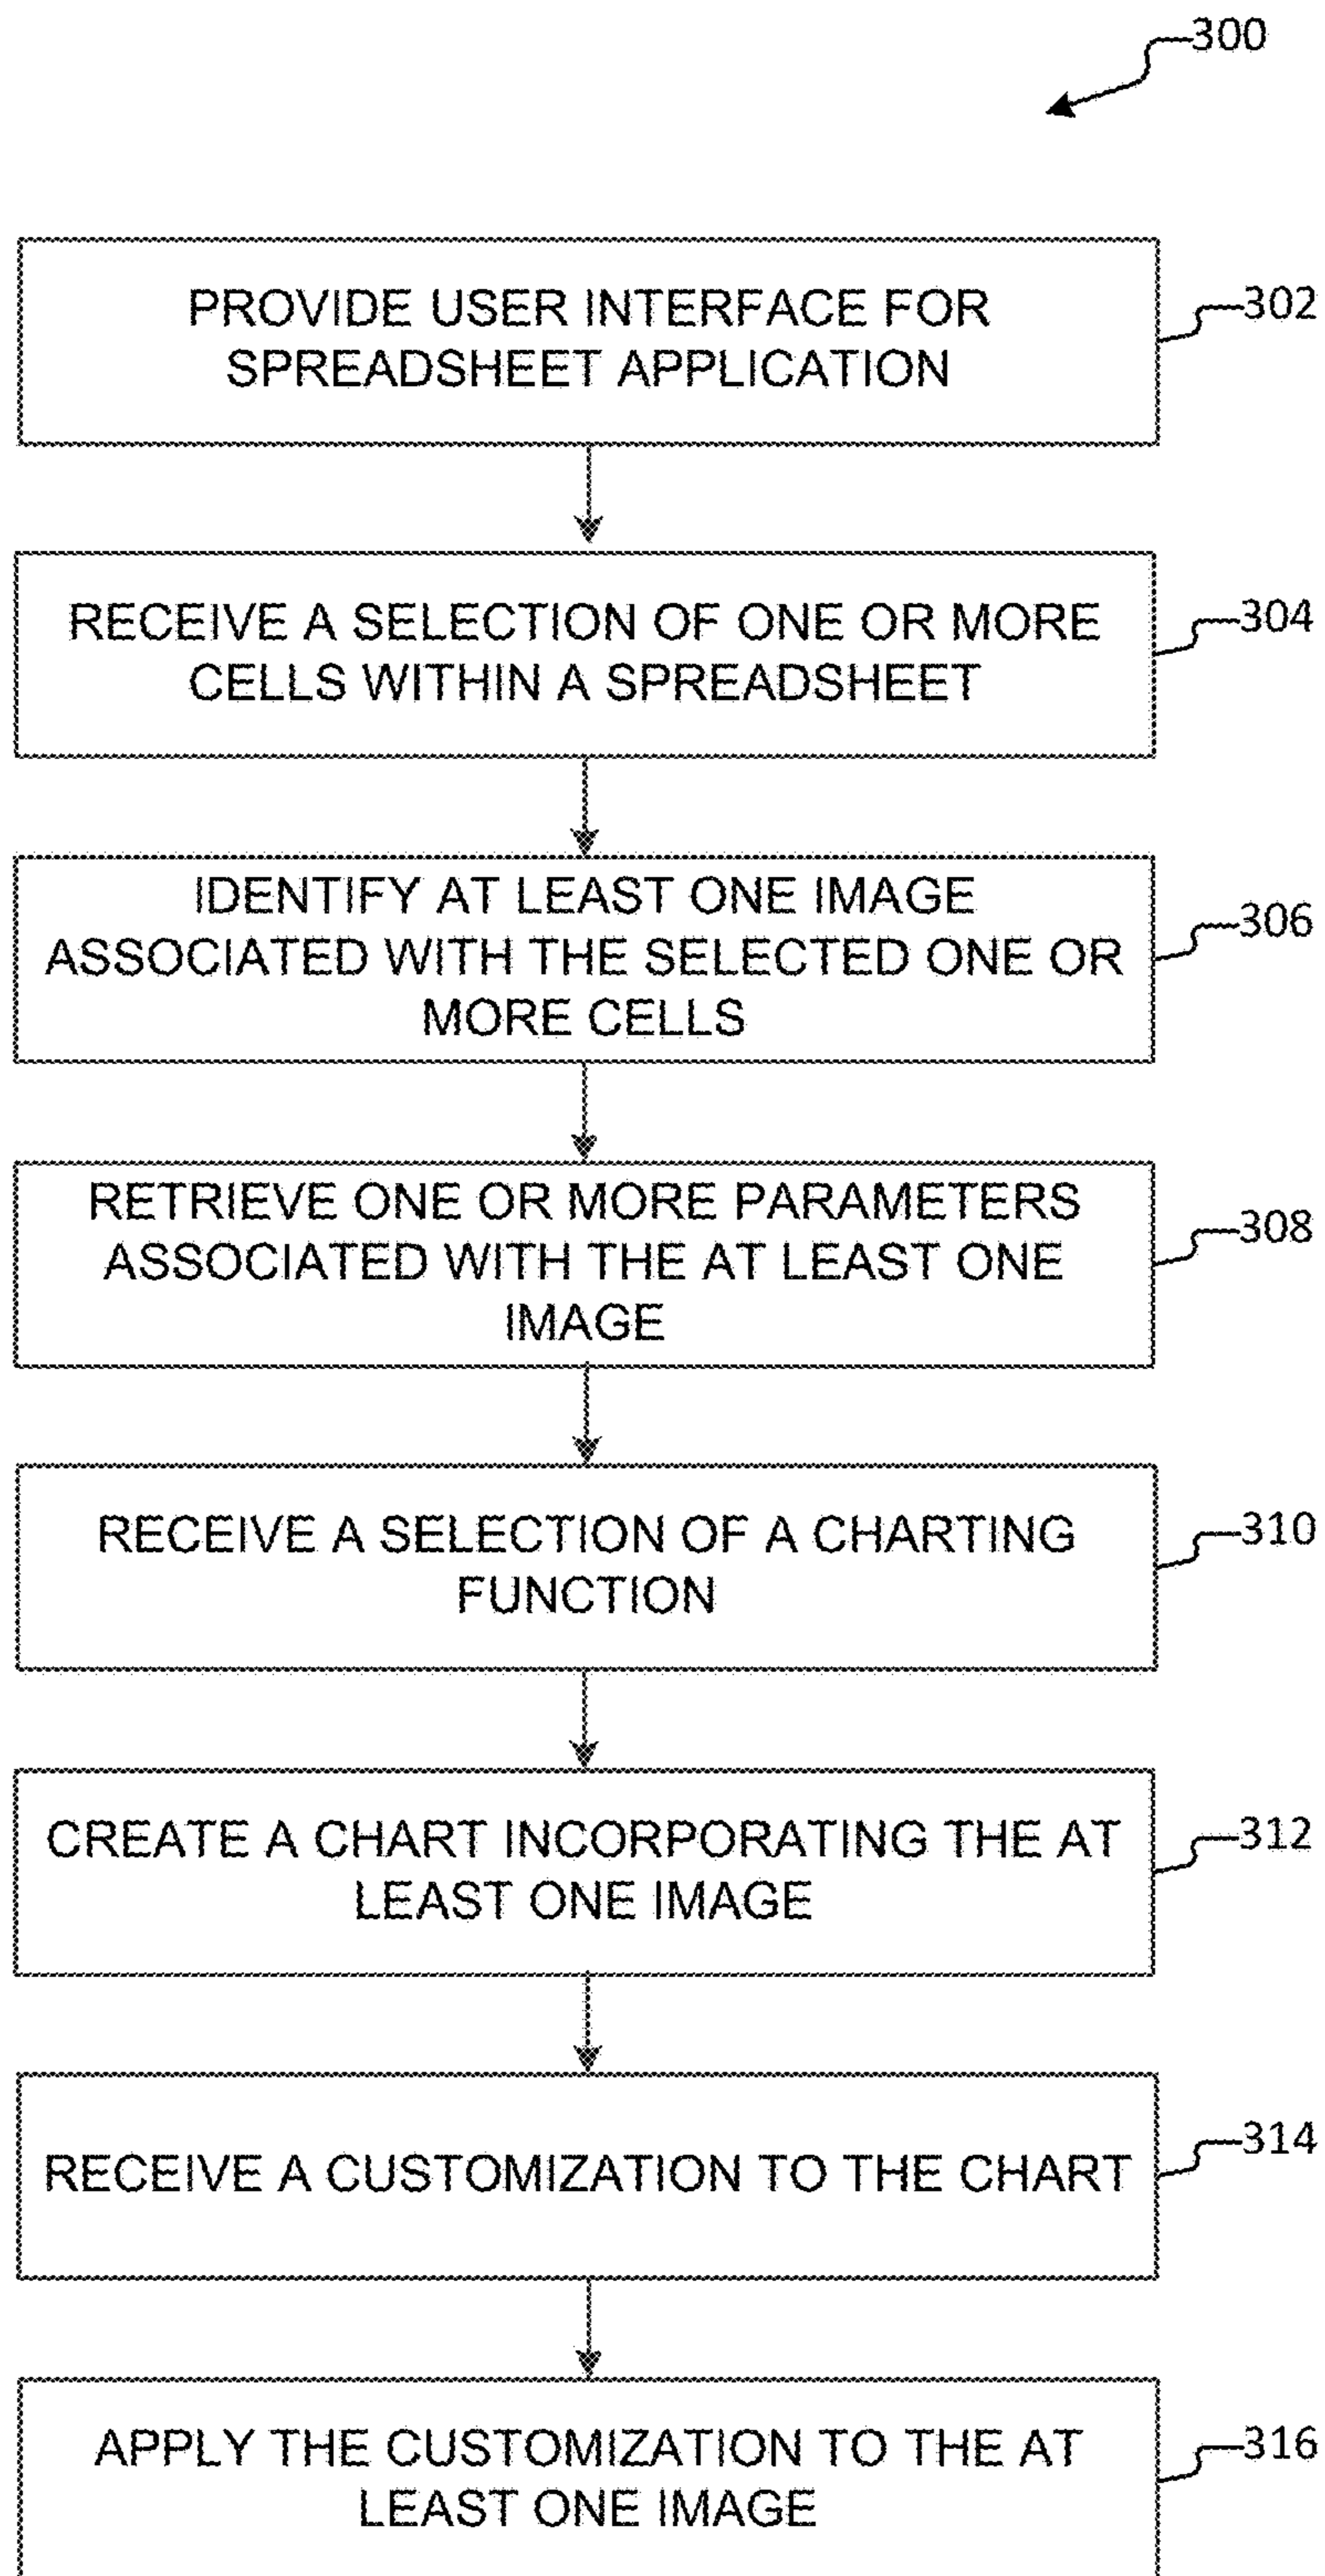 300
PROVIDE USER INTERFACE FOR
SPREADSHEET APPLICATION
302
RECEIVE A SELECTION OF ONE OR MORE
CELLS WITHIN A SPREADSHEET
304
IDENTIFY AT LEAST ONE IMAGE
ASSOCIATED WITH THE SELECTED ONE OR
MORE CELLS
306
RETRIEVE ONE OR MORE PARAMETERS
ASSOCIATED WITH THE AT LEAST ONE
IMAGE
308
RECEIVE A SELECTION OF A CHARTING
FUNCTION
310
CREATE A CHART INCORPORATING THE AT
LEAST ONE IMAGE
312
RECEIVE A CUSTOMIZATION TO THE CHART
314
APPLY THE CUSTOMIZATION TO THE AT
LEAST ONE IMAGE
316